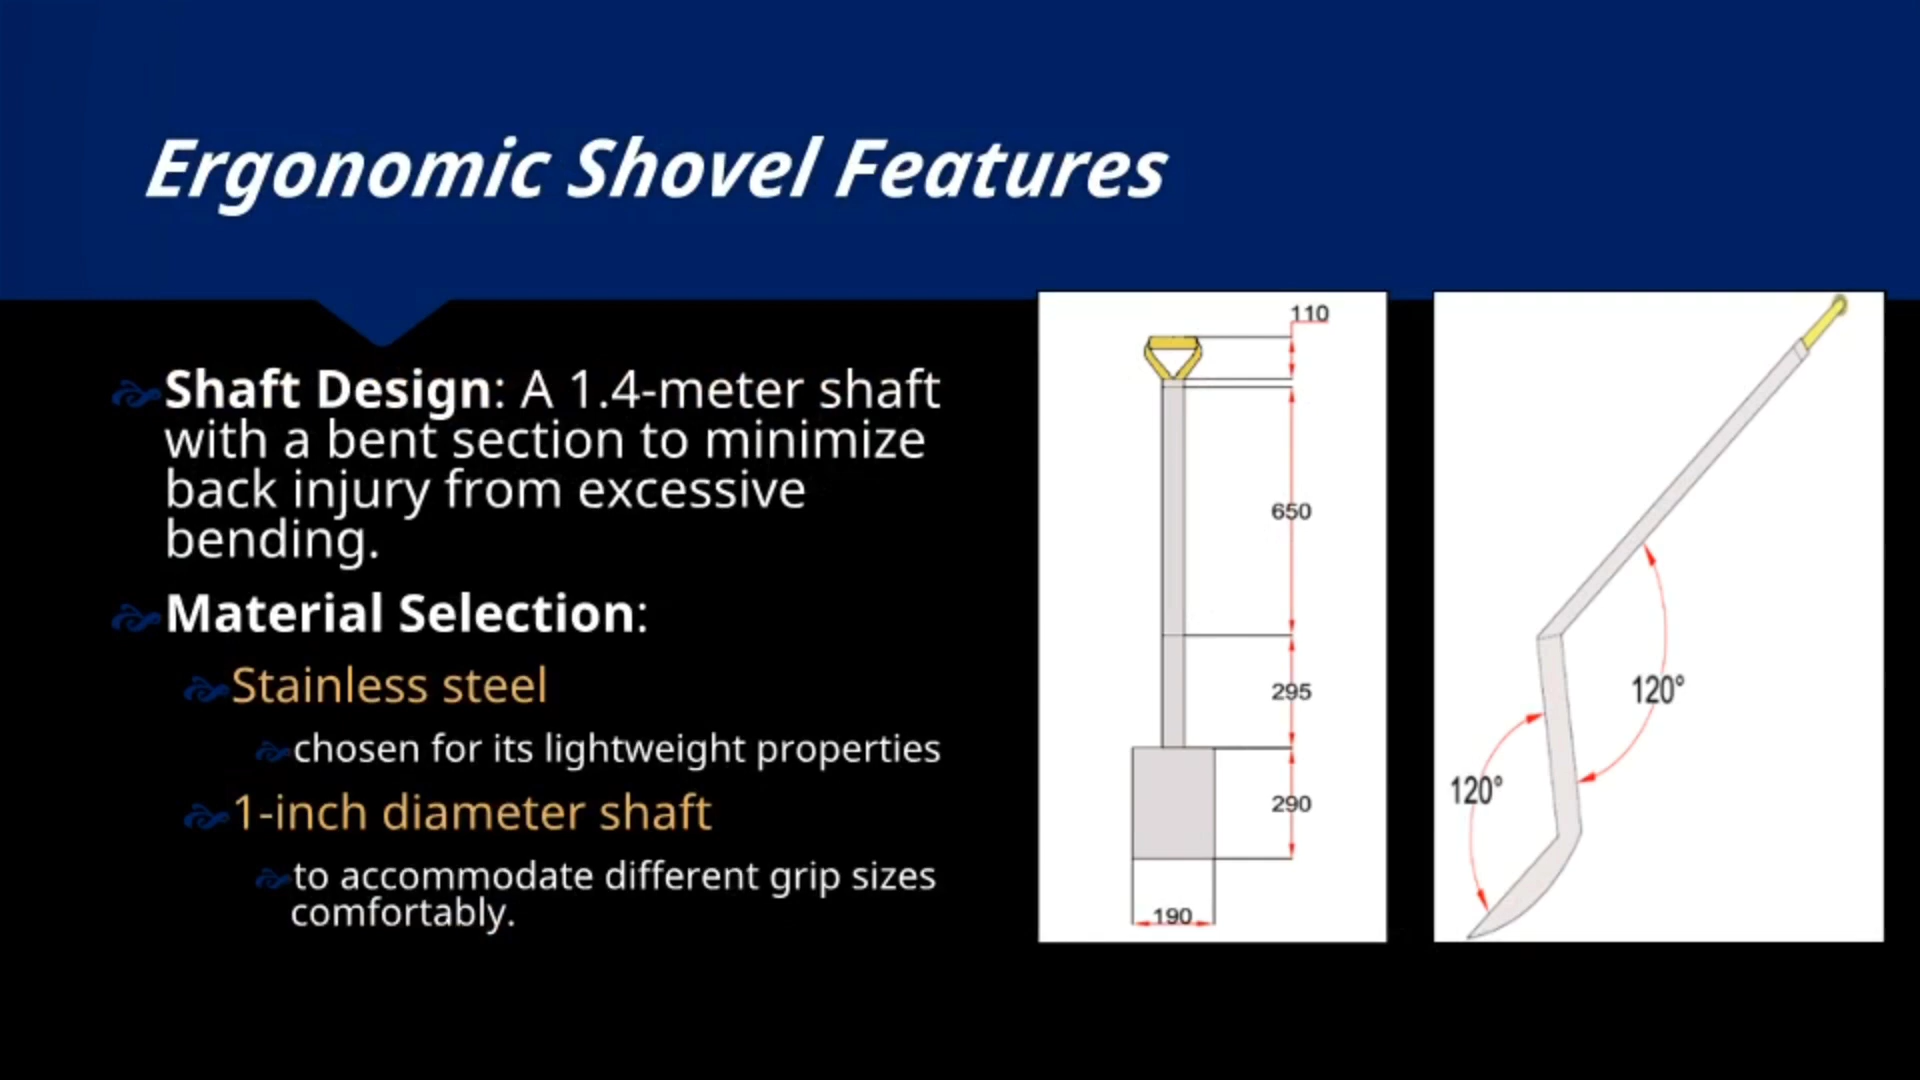 Ergonomic Shovel Features
Shaft Design: A 1.4-meter shaft
with a bent section to minimize
back injury from excessive
bending.
Material Selection:
Stainless steel
chosen for its lightweight properties
1-inch diameter shaft
to accommodate different grip sizes
comfortably.
110
650
295
290
190
120°
120°